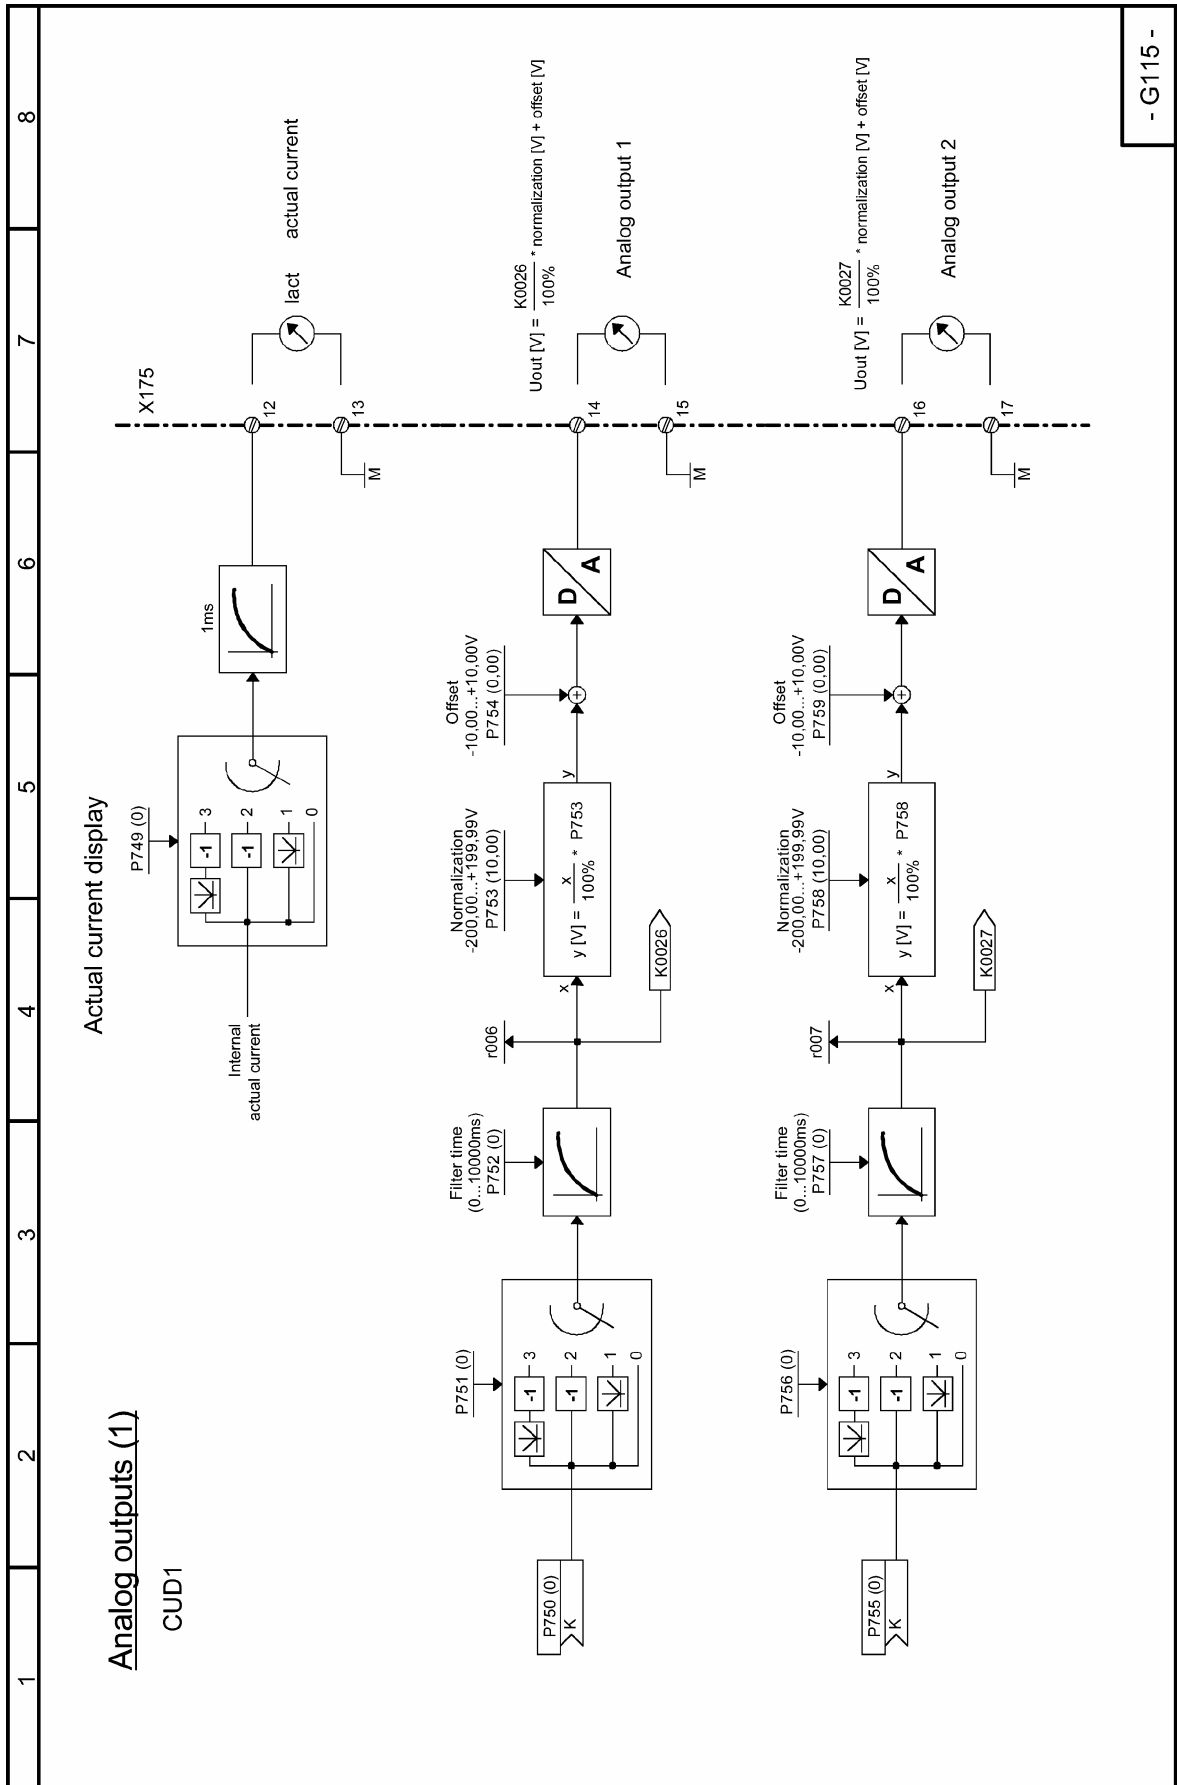 1
2
3
4
5
6
7
8
Analog outputs (1)
CUD1
- G115 -
Actual current display
P749 (0)
Internal
actual current
-1
3
-1
2
1
0
1ms
X175
12
13
M
Iact
actual current
P750 (0)
K
P751 (0)
-1
3
-1
2
1
0
Filter time
(0...10000ms)
P752 (0)
r006
K0026
x
Normalization
-200,00...+199,99V
P753 (10,00)
y [V] = x / 100% * P753
y
Offset
-10,00...+10,00V
P754 (0,00)
+
D
A
14
15
M
Uout [V] = K0026 / 100% * normalization [V] + offset [V]
Analog output 1
P755 (0)
K
P756 (0)
-1
3
-1
2
1
0
Filter time
(0...10000ms)
P757 (0)
r007
K0027
x
Normalization
-200,00...+199,99V
P758 (10,00)
y [V] = x / 100% * P758
y
Offset
-10,00...+10,00V
P759 (0,00)
+
D
A
16
17
M
Uout [V] = K0027 / 100% * normalization [V] + offset [V]
Analog output 2